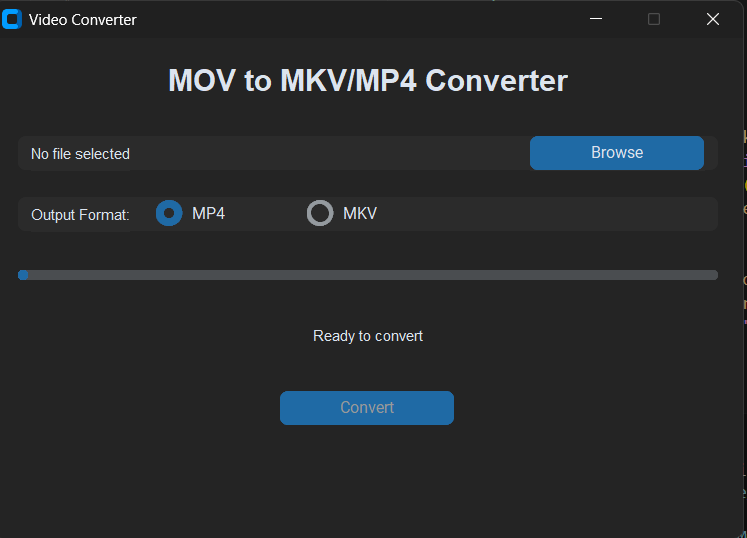 Video Converter
MOV to MKV/MP4 Converter
No file selected
Browse
Output Format: MP4 MKV
Ready to convert
Convert